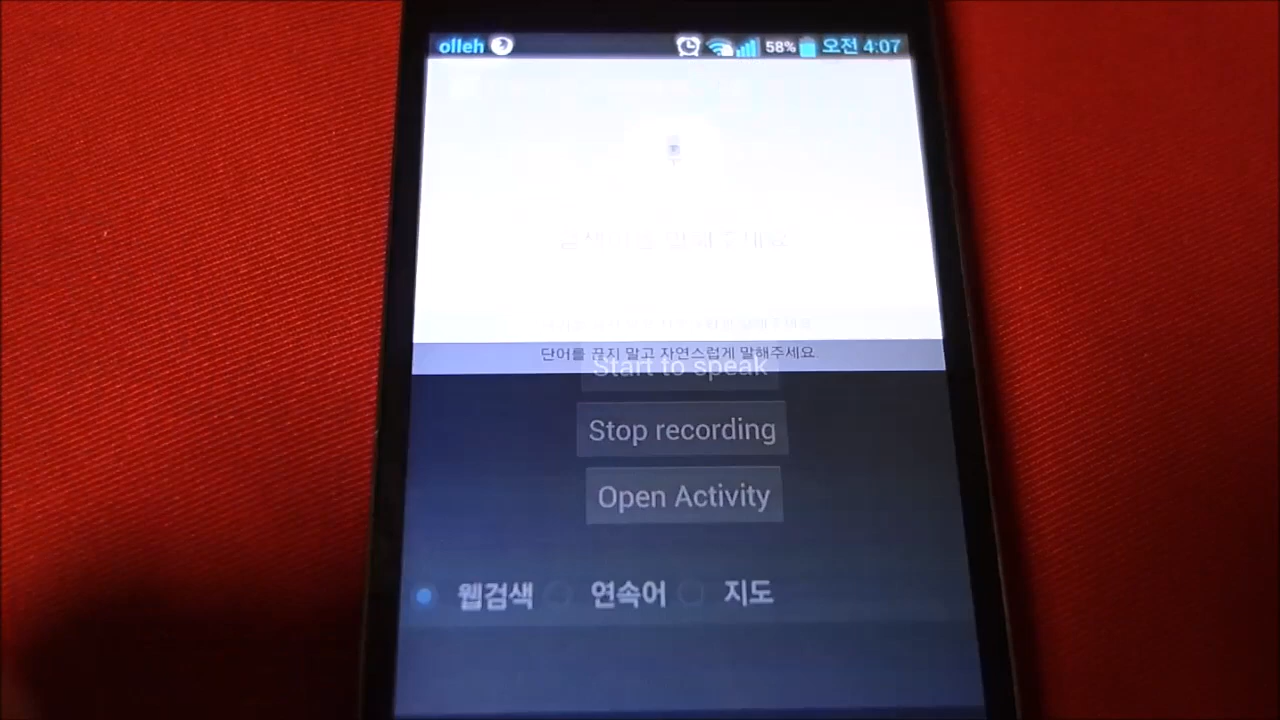 olleh 58% 오전 4:07
단어를 끊지 말고 자연스럽게 말해주세요.
Start to speak
Stop recording
Open Activity
웹검색 연속어 지도